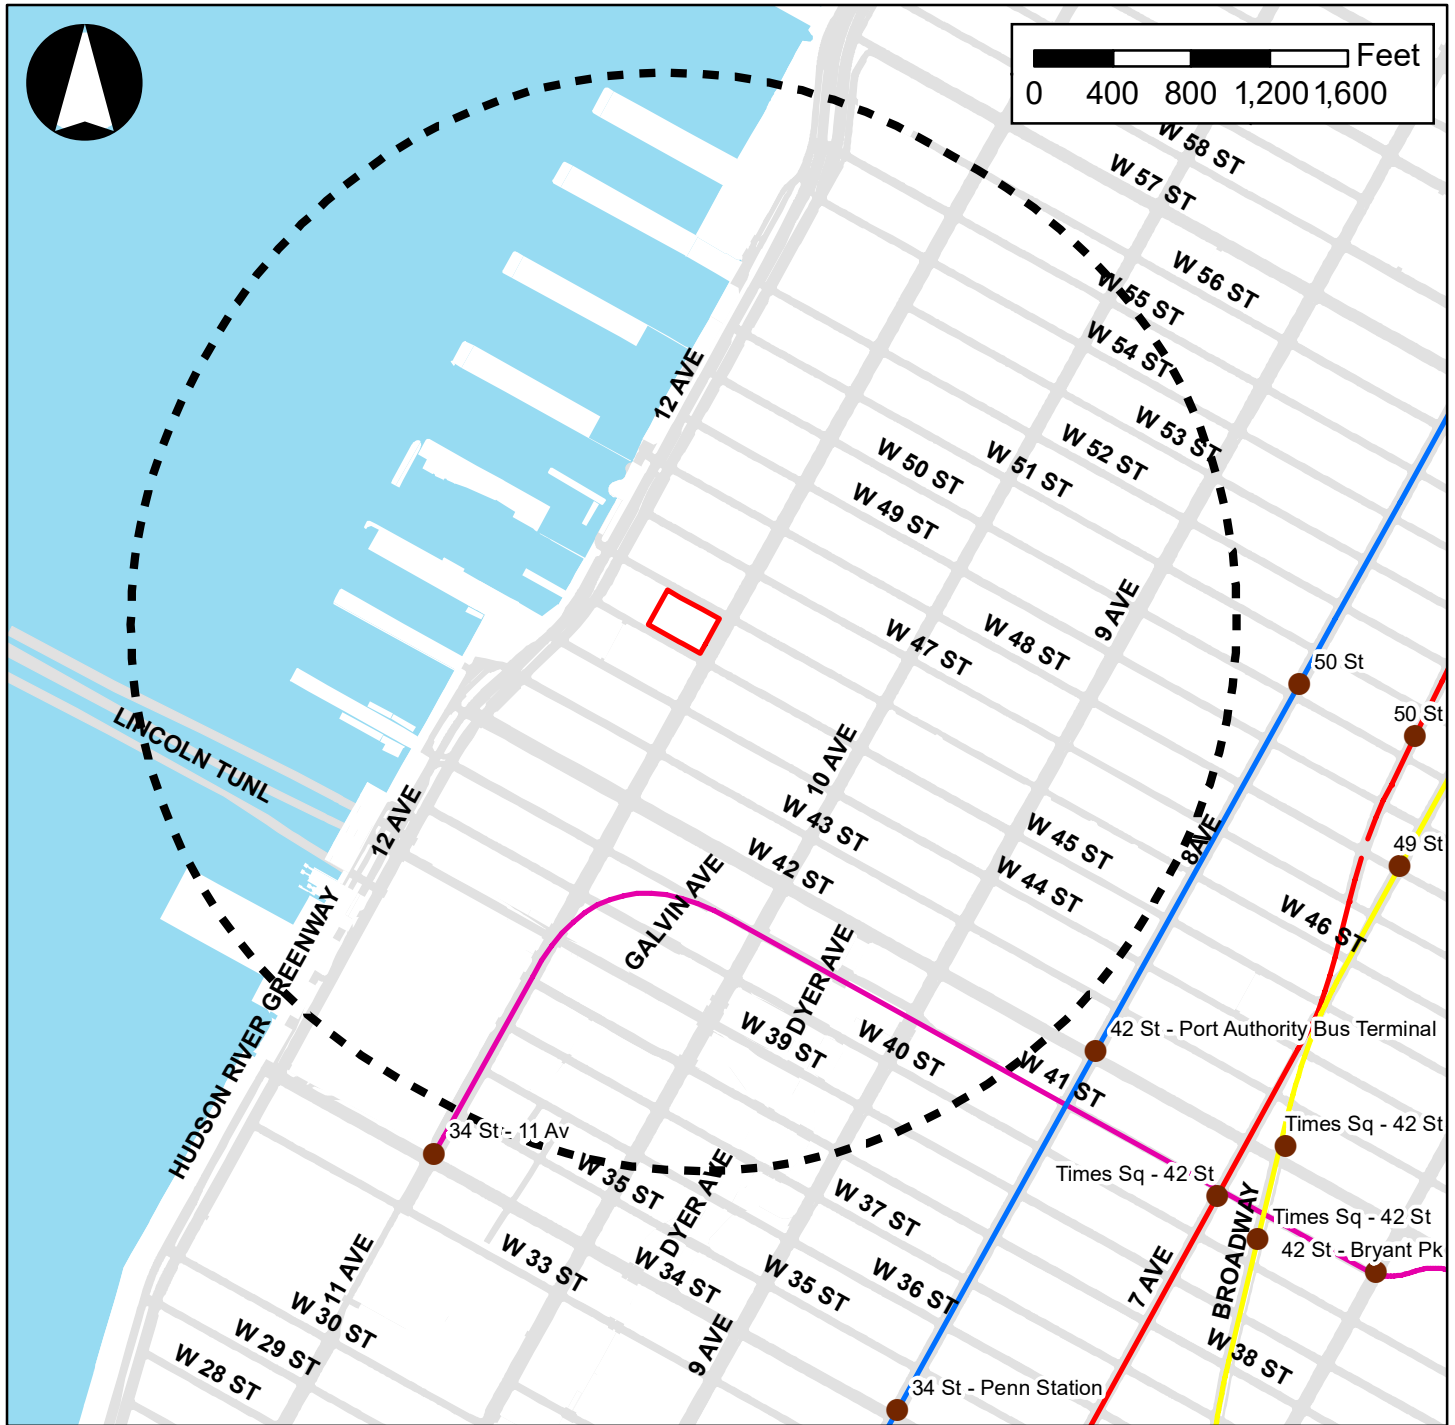 Feet
0 400 800 1,200 1,600
W 58 ST
W 57 ST
W 56 ST
W 55 ST
W 54 ST
12 AVE
W 53 ST
W 52 ST
W 51 ST
W 50 ST
W 49 ST
9 AVE
W 48 ST
W 47 ST
50 St
50 St
LINCOLN TUNL
10 AVE
12 AVE
W 43 ST
W 45 ST
8AVE
49 St
W 42 ST
W 44 ST
GALVIN AVE
W 46 ST
HUDSON RIVER GREENWAY
DYER AVE
W 39 ST
W 40 ST
42 St - Port Authority Bus Terminal
W 41 ST
34 St - 11 Av
Times Sq - 42 St
W 35 ST
DYER AVE
Times Sq - 42 St
W 37 ST
Times Sq - 42 St
42 St - Bryant Pk
11 AVE
W 33 ST
W 34 ST
W 35 ST
W 36 ST
7 AVE
BROADWAY
W 30 ST
W 29 ST
W 28 ST
9 AVE
W 38 ST
34 St - Penn Station